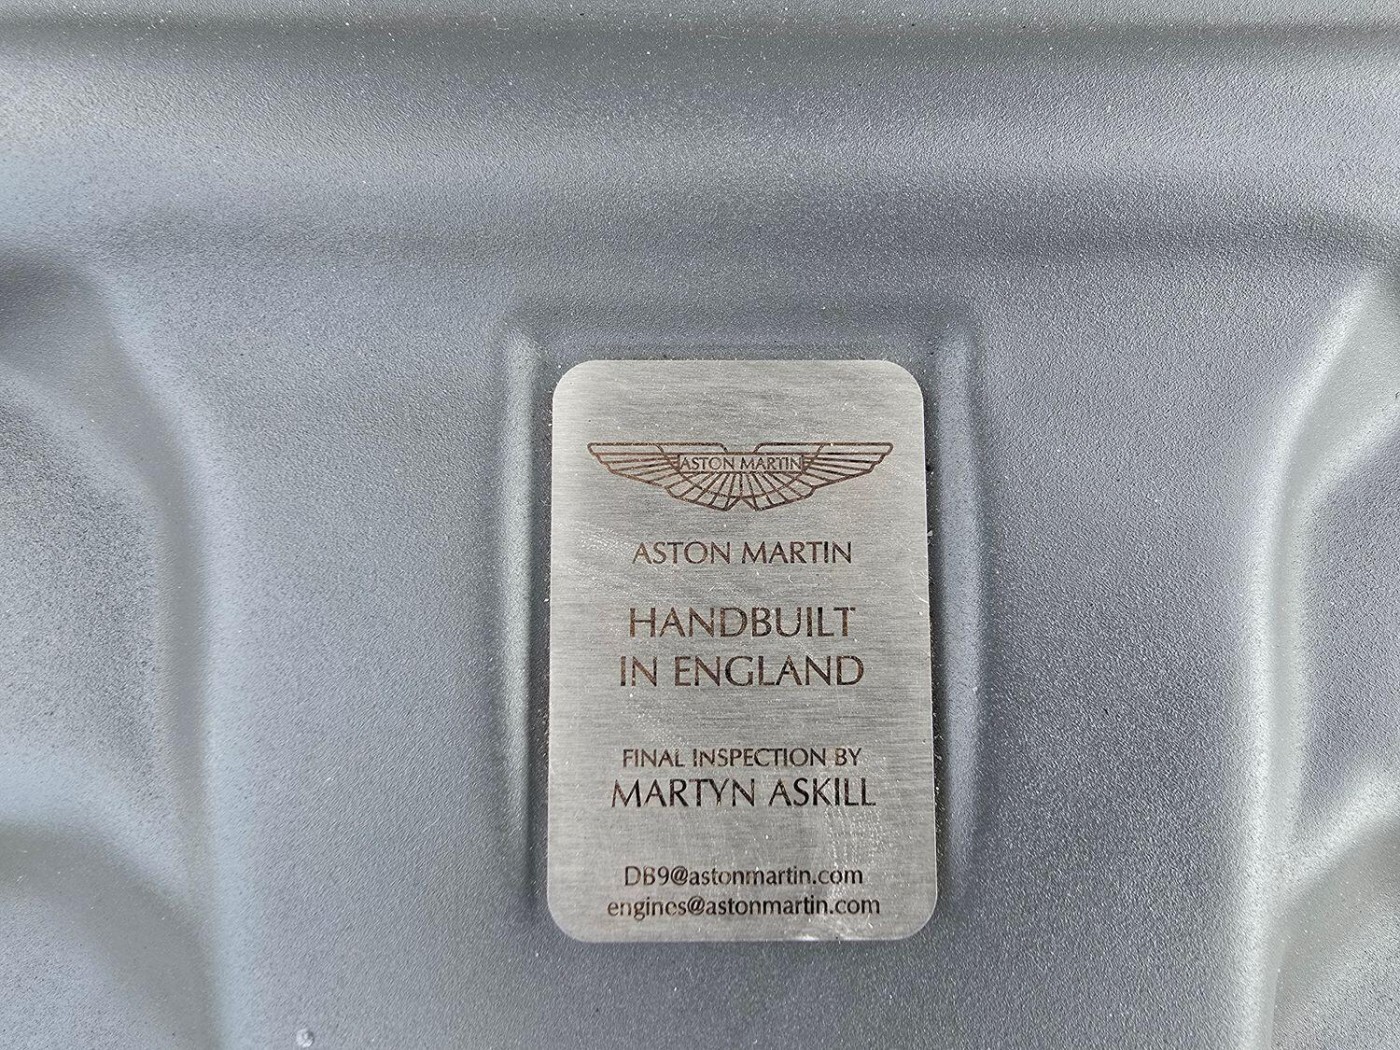 ASTON MARTIN
ASTON MARTIN
HANDBUILT
IN ENGLAND
FINAL INSPECTION BY
MARTYN ASKILL
DB9@astonmartin.com
engines@astonmartin.com